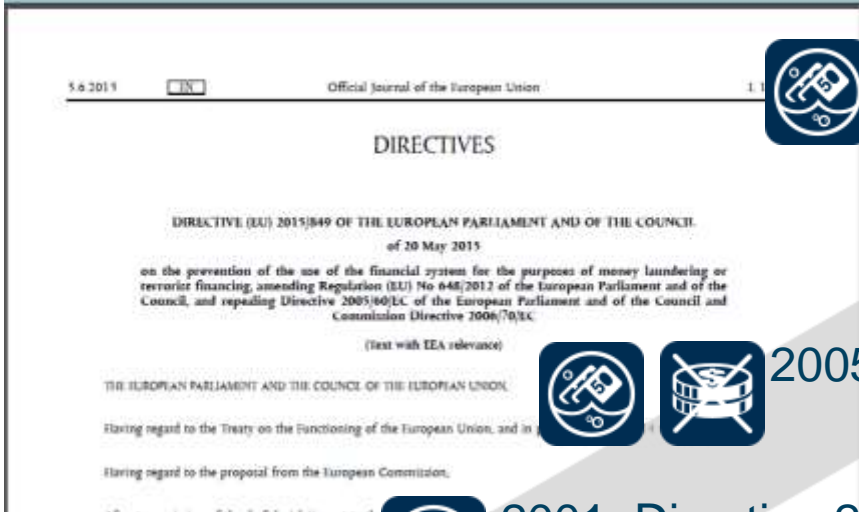 5.6.2015 EN Official Journal of the European Union L 1
DIRECTIVES
DIRECTIVE (EU) 2015/849 OF THE EUROPEAN PARLIAMENT AND OF THE COUNCIL
of 20 May 2015
on the prevention of the use of the financial system for the purposes of money laundering or
terrorist financing, amending Regulation (EU) No 648/2012 of the European Parliament and of the
Council, and repealing Directive 2005/60/EC of the European Parliament and of the Council and
Commission Directive 2006/70/EC
(Text with EEA relevance)
2005
THE EUROPEAN PARLIAMENT AND THE COUNCIL OF THE EUROPEAN UNION,
Having regard to the Treaty on the Functioning of the European Union, and in
Having regard to the proposal from the European Commission,
2001 Directive